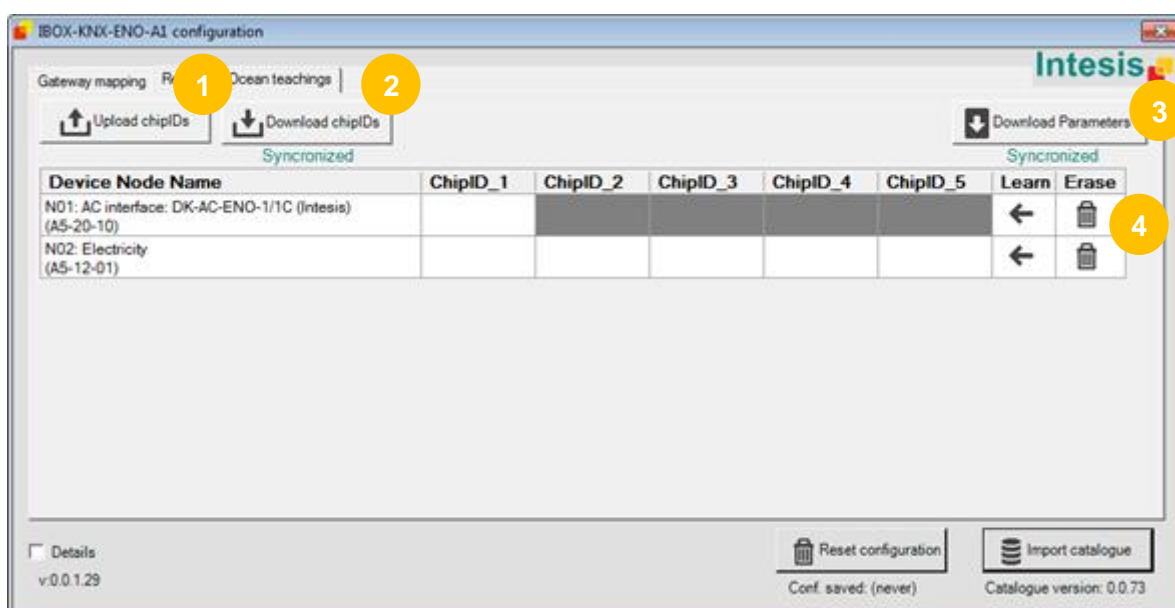 IBOX-KNX-ENO-A1 configuration
Intesis
Gateway mapping
Ocean teachings
1
2
3
Upload chipIDs
Download chipIDs
Download Parameters
Syncronized
Syncronized
Device Node Name ChipID_1 ChipID_2 ChipID_3 ChipID_4 ChipID_5 Learn Erase
N01: AC interface: DK-AC-ENO-1/1C (Intesis)
(A5-20-10)
4
N02: Electricity
(A5-12-01)
Details
Reset configuration
Import catalogue
v:0.0.1.29
Conf. saved: (never)
Catalogue version: 0.0.73